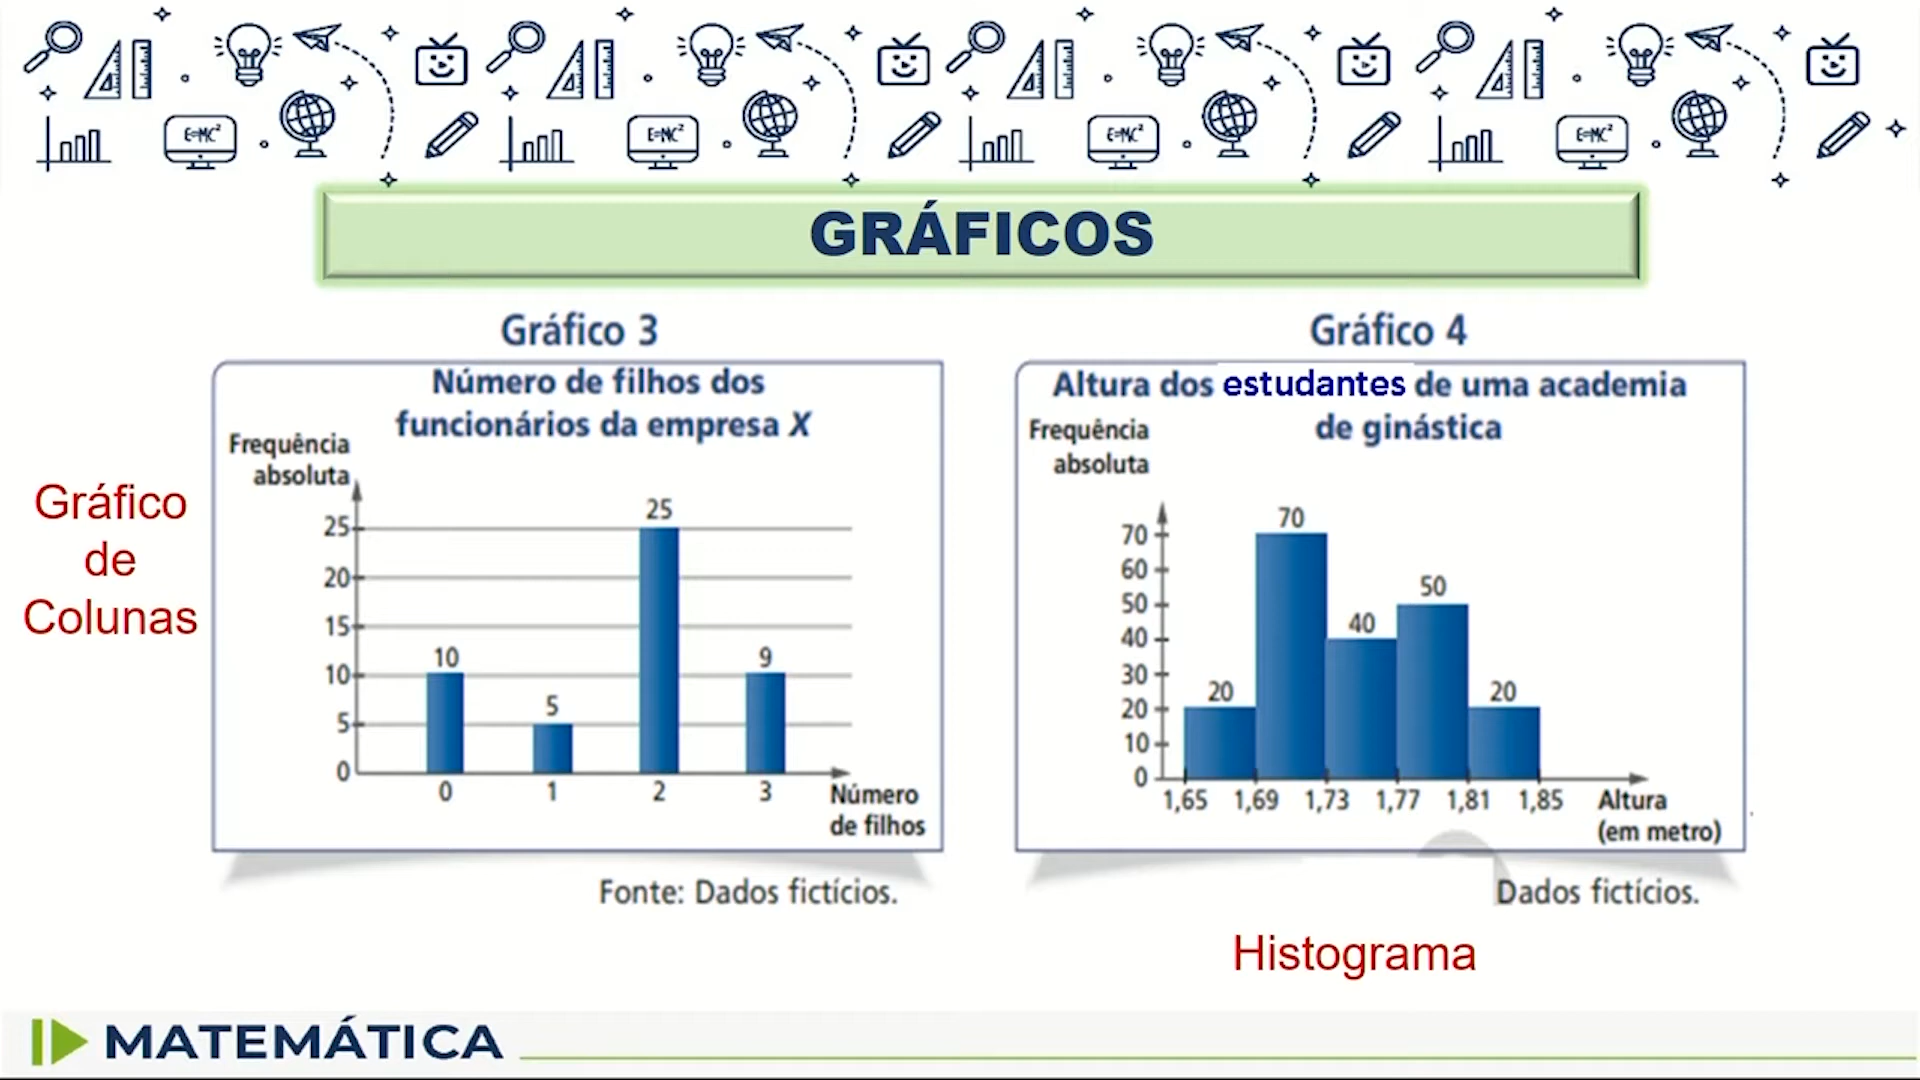 E=MC²
E=MC²
E=MC²
E=MC²
GRÁFICOS
Gráfico 3
Número de filhos dos
funcionários da empresa X
Frequência
absoluta
25
20
15
10
5
0
10
5
25
9
0 1 2 3
Número
de filhos
Fonte: Dados fictícios.
Gráfico
de
Colunas
Gráfico 4
Altura dos estudantes de uma academia
de ginástica
Frequência
absoluta
70
60
50
40
30
20
10
0
20
70
40
50
20
1,65 1,69 1,73 1,77 1,81 1,85
Altura
(em metro)
Dados fictícios.
Histograma
MATEMÁTICA